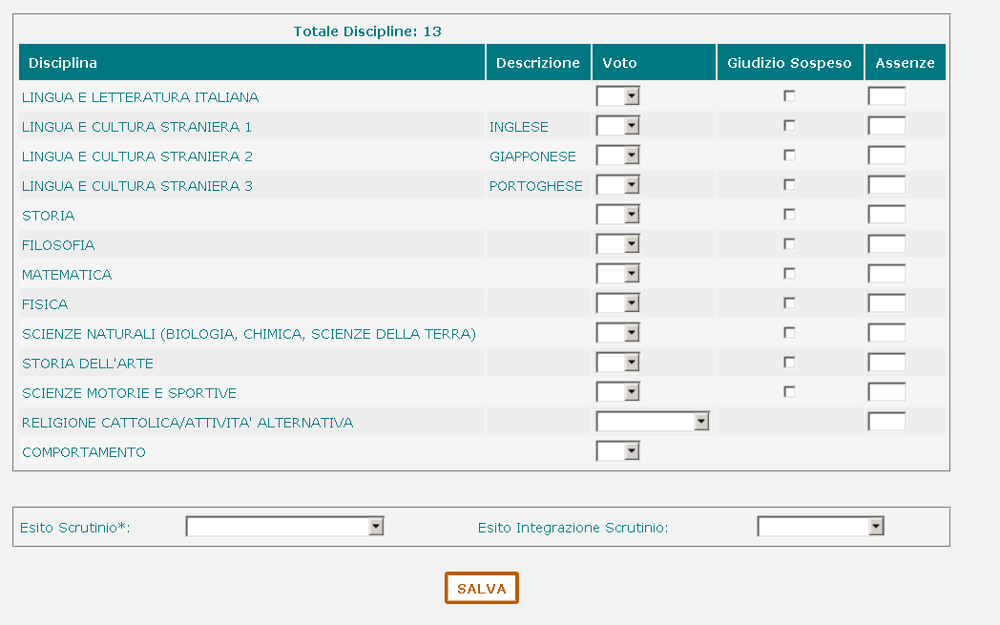 Totale Discipline: 13
Disciplina Descrizione Voto Giudizio Sospeso Assenze
LINGUA E LETTERATURA ITALIANA
LINGUA E CULTURA STRANIERA 1 INGLESE
LINGUA E CULTURA STRANIERA 2 GIAPPONESE
LINGUA E CULTURA STRANIERA 3 PORTOGHESE
STORIA
FILOSOFIA
MATEMATICA
FISICA
SCIENZE NATURALI (BIOLOGIA, CHIMICA, SCIENZE DELLA TERRA)
STORIA DELL'ARTE
SCIENZE MOTORIE E SPORTIVE
RELIGIONE CATTOLICA/ATTIVITA' ALTERNATIVA
COMPORTAMENTO
Esito Scrutinio*: Esito Integrazione Scrutinio:
SALVA